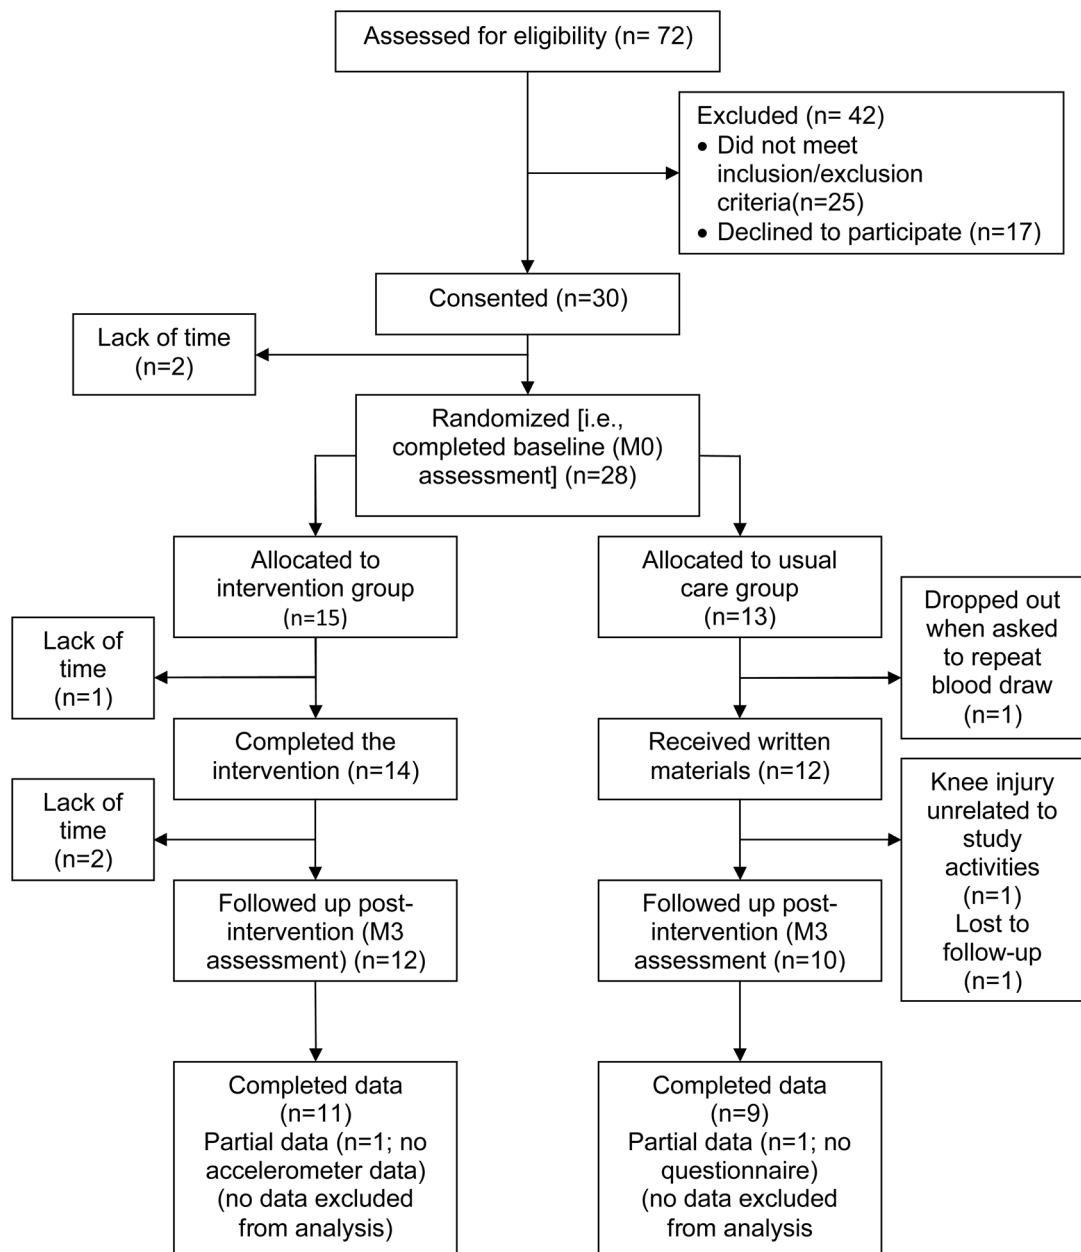 Assessed for eligibility (n= 72)
Excluded (n= 42)
• Did not meet
inclusion/exclusion
criteria(n=25)
• Declined to participate (n=17)
Consented (n=30)
Lack of time
(n=2)
Randomized [i.e.,
completed baseline (M0)
assessment] (n=28)
Allocated to
intervention group
(n=15)
Allocated to usual
care group
(n=13)
Lack of
time
(n=1)
Dropped out
when asked
to repeat
blood draw
(n=1)
Completed the
intervention (n=14)
Received written
materials (n=12)
Lack of
time
(n=2)
Knee injury
unrelated to
study
activities
(n=1)
Lost to
follow-up
(n=1)
Followed up post-
intervention (M3
assessment) (n=12)
Followed up post-
intervention (M3
assessment (n=10)
Completed data
(n=11)
Partial data (n=1; no
accelerometer data)
(no data excluded
from analysis)
Completed data
(n=9)
Partial data (n=1; no
questionnaire)
(no data excluded
from analysis